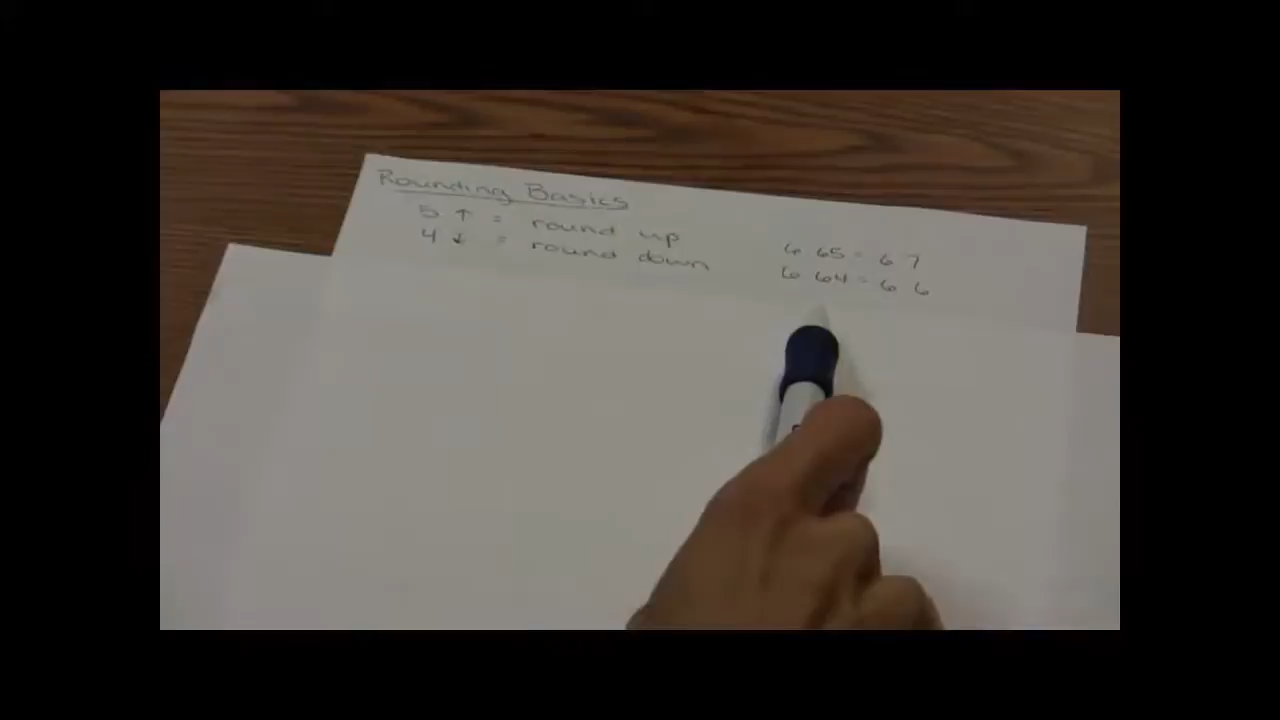 Rounding Basics
5 ↑ = round up
4 ↓ = round down
6 65 = 6 7
6 64 = 6 6